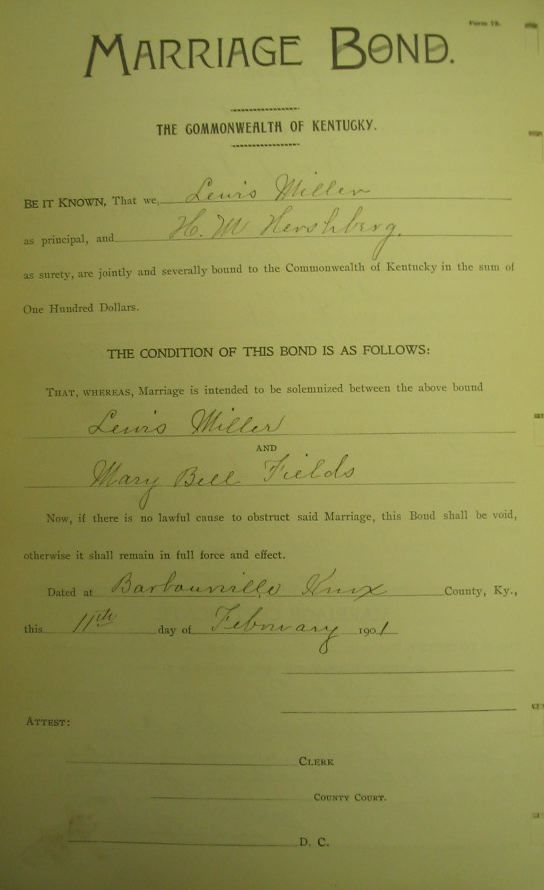 Form 78.
MARRIAGE BOND.
THE COMMONWEALTH OF KENTUCKY.
BE IT KNOWN, That we, Lewis Miller
as principal, and H. M Hershberg.
as surety, are jointly and severally bound to the Commonwealth of Kentucky in the sum of
One Hundred Dollars.
THE CONDITION OF THIS BOND IS AS FOLLOWS:
THAT, WHEREAS, Marriage is intended to be solemnized between the above bound
Lewis Miller
AND
Mary Bell Fields
Now, if there is no lawful cause to obstruct said Marriage, this Bond shall be void,
otherwise it shall remain in full force and effect.
Dated at Barbourville Knox County, Ky.,
this 11th day of February 1901
ATTEST:
CLERK
COUNTY COURT.
D. C.